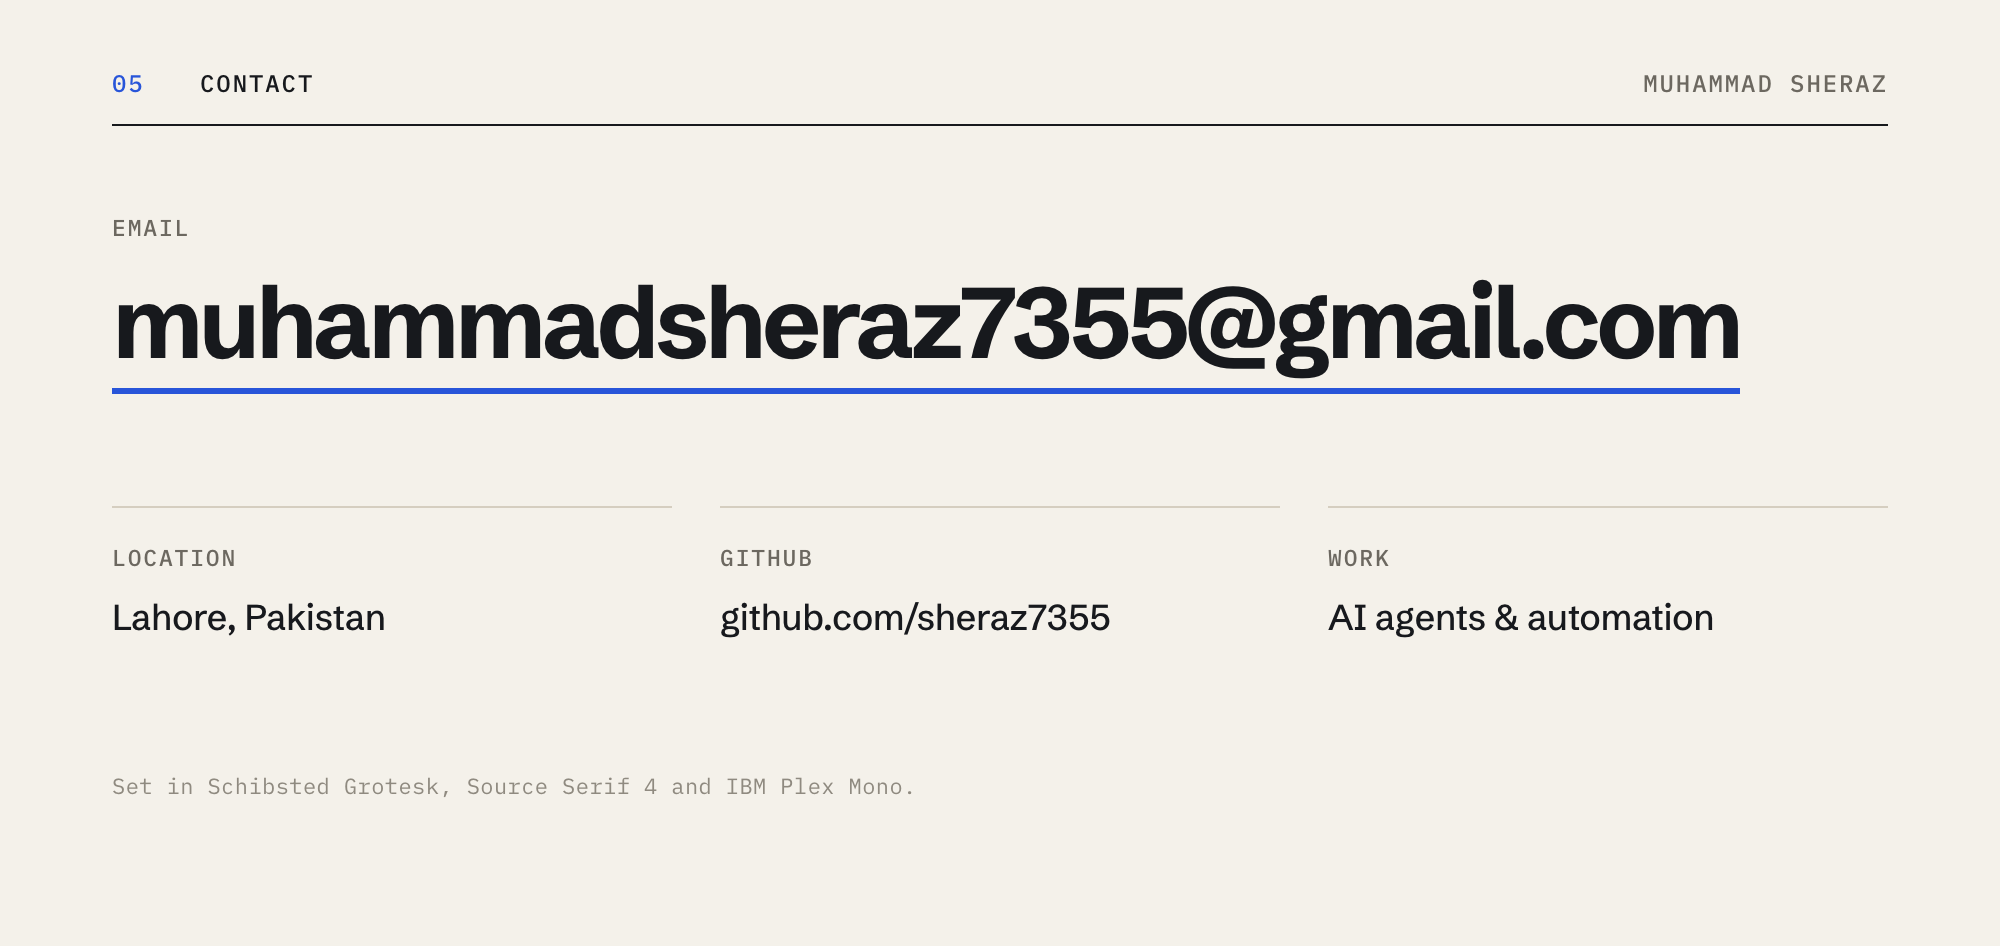 05 CONTACT MUHAMMAD SHERAZ
EMAIL
muhammadsheraz7355@gmail.com
LOCATION
Lahore, Pakistan
GITHUB
github.com/sheraz7355
WORK
AI agents & automation
Set in Schibsted Grotesk, Source Serif 4 and IBM Plex Mono.